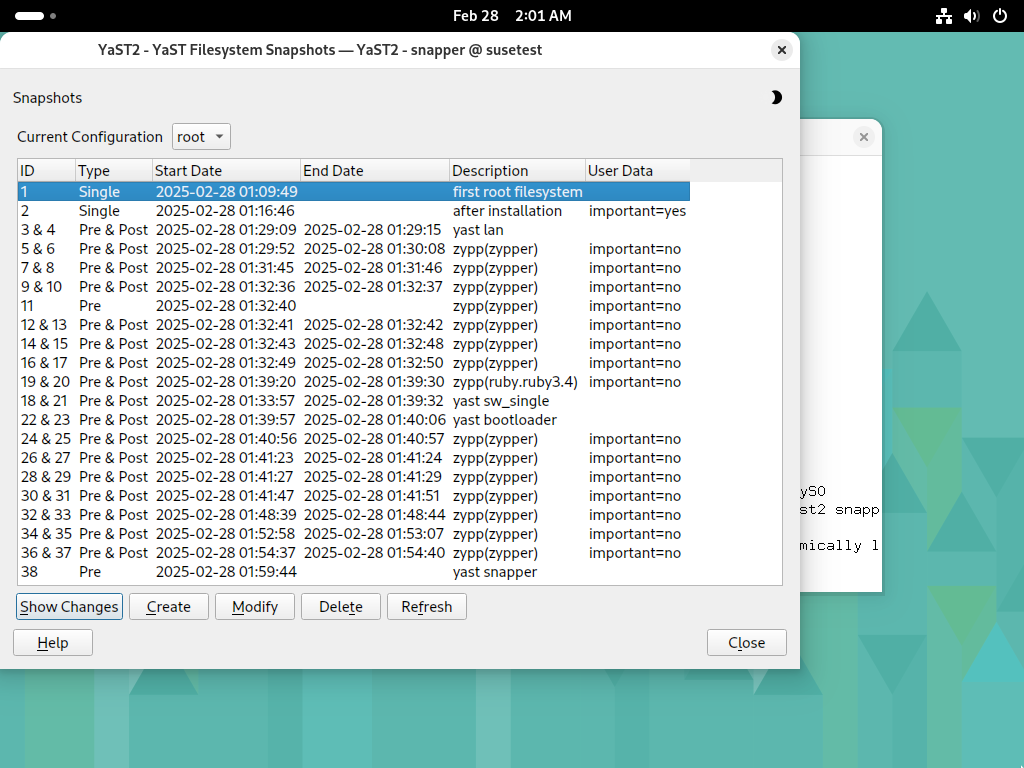 Feb 28 2:01 AM
YaST2 - YaST Filesystem Snapshots — YaST2 - snapper @ susetest
Snapshots
Current Configuration root
ID Type Start Date End Date Description User Data
1 Single 2025-02-28 01:09:49 first root filesystem
2 Single 2025-02-28 01:16:46 after installation important=yes
3 & 4 Pre & Post 2025-02-28 01:29:09 2025-02-28 01:29:15 yast lan
5 & 6 Pre & Post 2025-02-28 01:29:52 2025-02-28 01:30:08 zypp(zypper) important=no
7 & 8 Pre & Post 2025-02-28 01:31:45 2025-02-28 01:31:46 zypp(zypper) important=no
9 & 10 Pre & Post 2025-02-28 01:32:36 2025-02-28 01:32:37 zypp(zypper) important=no
11 Pre 2025-02-28 01:32:40 zypp(zypper) important=no
12 & 13 Pre & Post 2025-02-28 01:32:41 2025-02-28 01:32:42 zypp(zypper) important=no
14 & 15 Pre & Post 2025-02-28 01:32:43 2025-02-28 01:32:48 zypp(zypper) important=no
16 & 17 Pre & Post 2025-02-28 01:32:49 2025-02-28 01:32:50 zypp(zypper) important=no
19 & 20 Pre & Post 2025-02-28 01:39:20 2025-02-28 01:39:30 zypp(ruby.ruby3.4) important=no
18 & 21 Pre & Post 2025-02-28 01:33:57 2025-02-28 01:39:32 yast sw_single
22 & 23 Pre & Post 2025-02-28 01:39:57 2025-02-28 01:40:06 yast bootloader
24 & 25 Pre & Post 2025-02-28 01:40:56 2025-02-28 01:40:57 zypp(zypper) important=no
26 & 27 Pre & Post 2025-02-28 01:41:23 2025-02-28 01:41:24 zypp(zypper) important=no
28 & 29 Pre & Post 2025-02-28 01:41:27 2025-02-28 01:41:29 zypp(zypper) important=no
30 & 31 Pre & Post 2025-02-28 01:41:47 2025-02-28 01:41:51 zypp(zypper) important=no
32 & 33 Pre & Post 2025-02-28 01:48:39 2025-02-28 01:48:44 zypp(zypper) important=no
34 & 35 Pre & Post 2025-02-28 01:52:58 2025-02-28 01:53:07 zypp(zypper) important=no
36 & 37 Pre & Post 2025-02-28 01:54:37 2025-02-28 01:54:40 zypp(zypper) important=no
38 Pre 2025-02-28 01:59:44 yast snapper
Show Changes Create Modify Delete Refresh
Help Close
ySO
st2 snapp
mically l